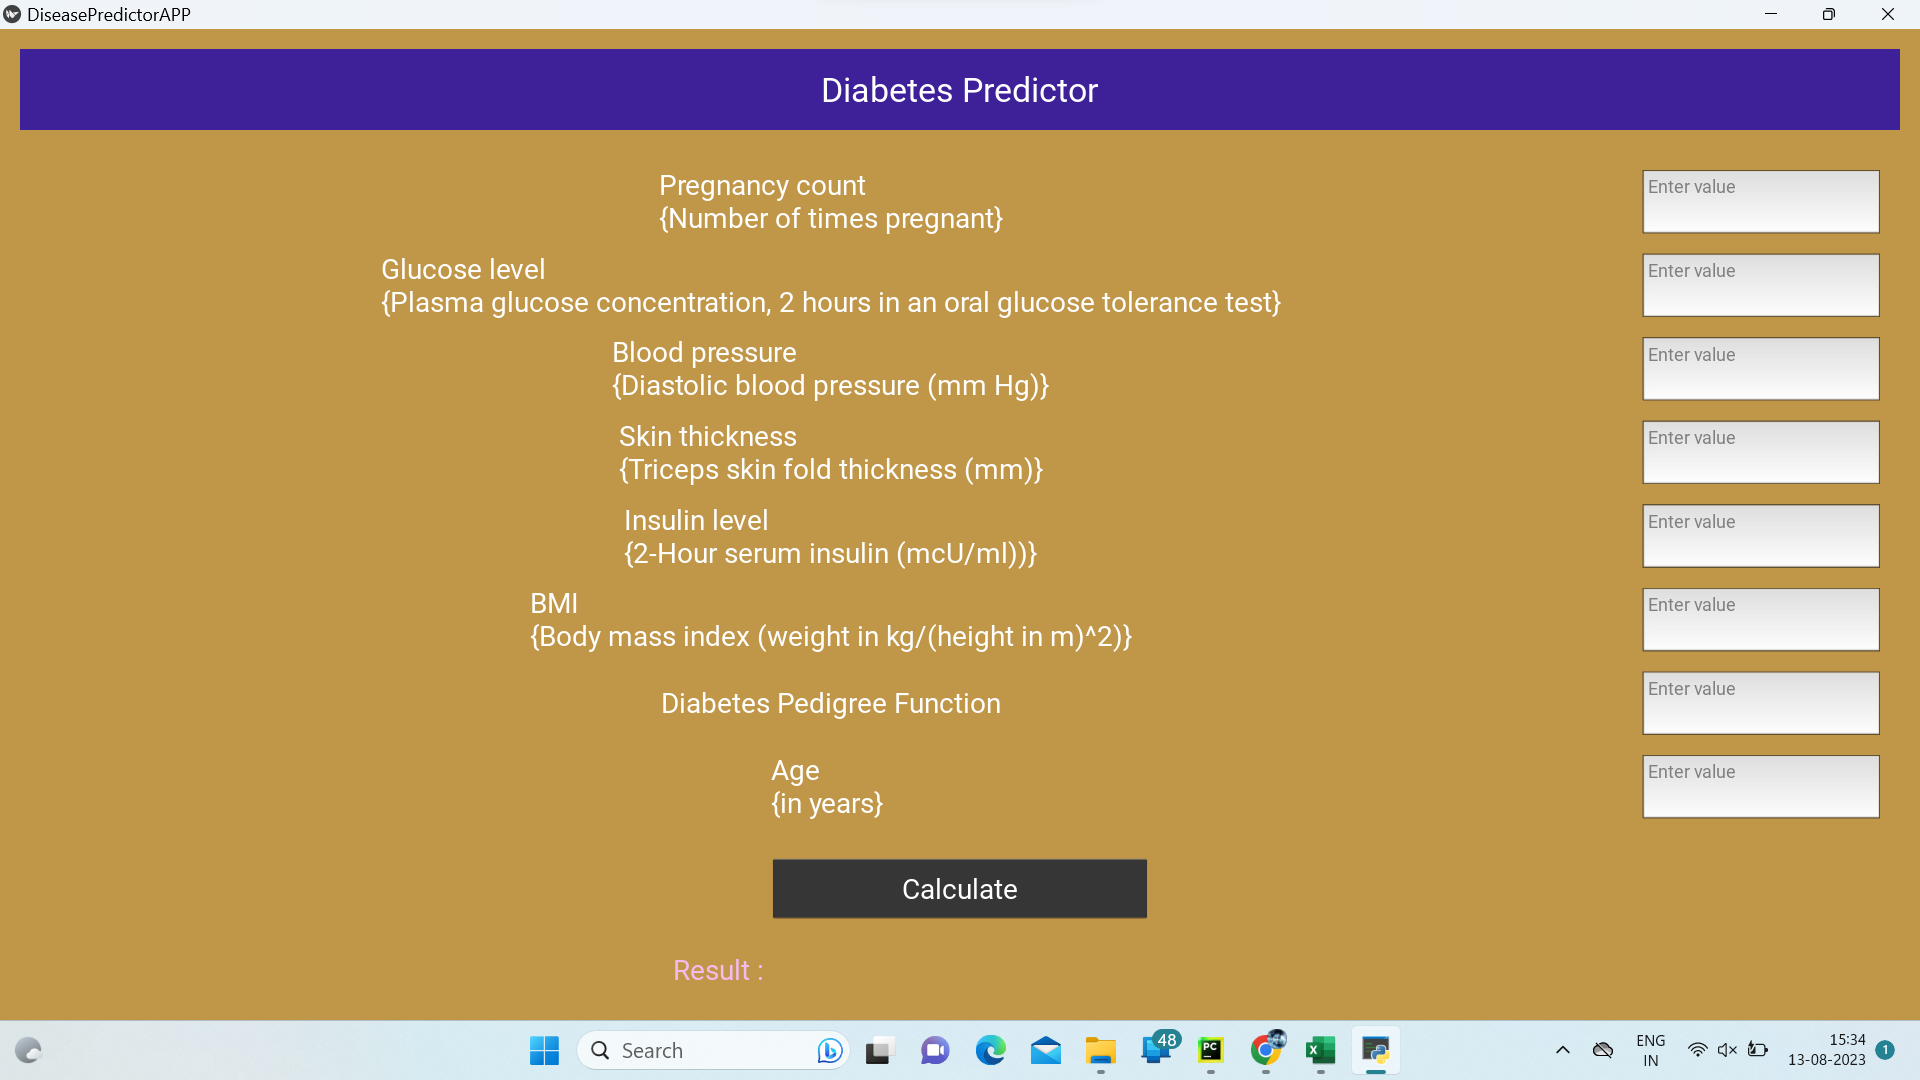 DiseasePredictorAPP
Diabetes Predictor
Pregnancy count
{Number of times pregnant}
Enter value
Glucose level
{Plasma glucose concentration, 2 hours in an oral glucose tolerance test}
Enter value
Blood pressure
{Diastolic blood pressure (mm Hg)}
Enter value
Skin thickness
{Triceps skin fold thickness (mm)}
Enter value
Insulin level
{2-Hour serum insulin (mcU/ml))}
Enter value
BMI
{Body mass index (weight in kg/(height in m)^2)}
Enter value
Diabetes Pedigree Function
Enter value
Age
{in years}
Enter value
Calculate
Result :
Search
48
PC
X
ENG
IN
15:34
13-08-2023
1